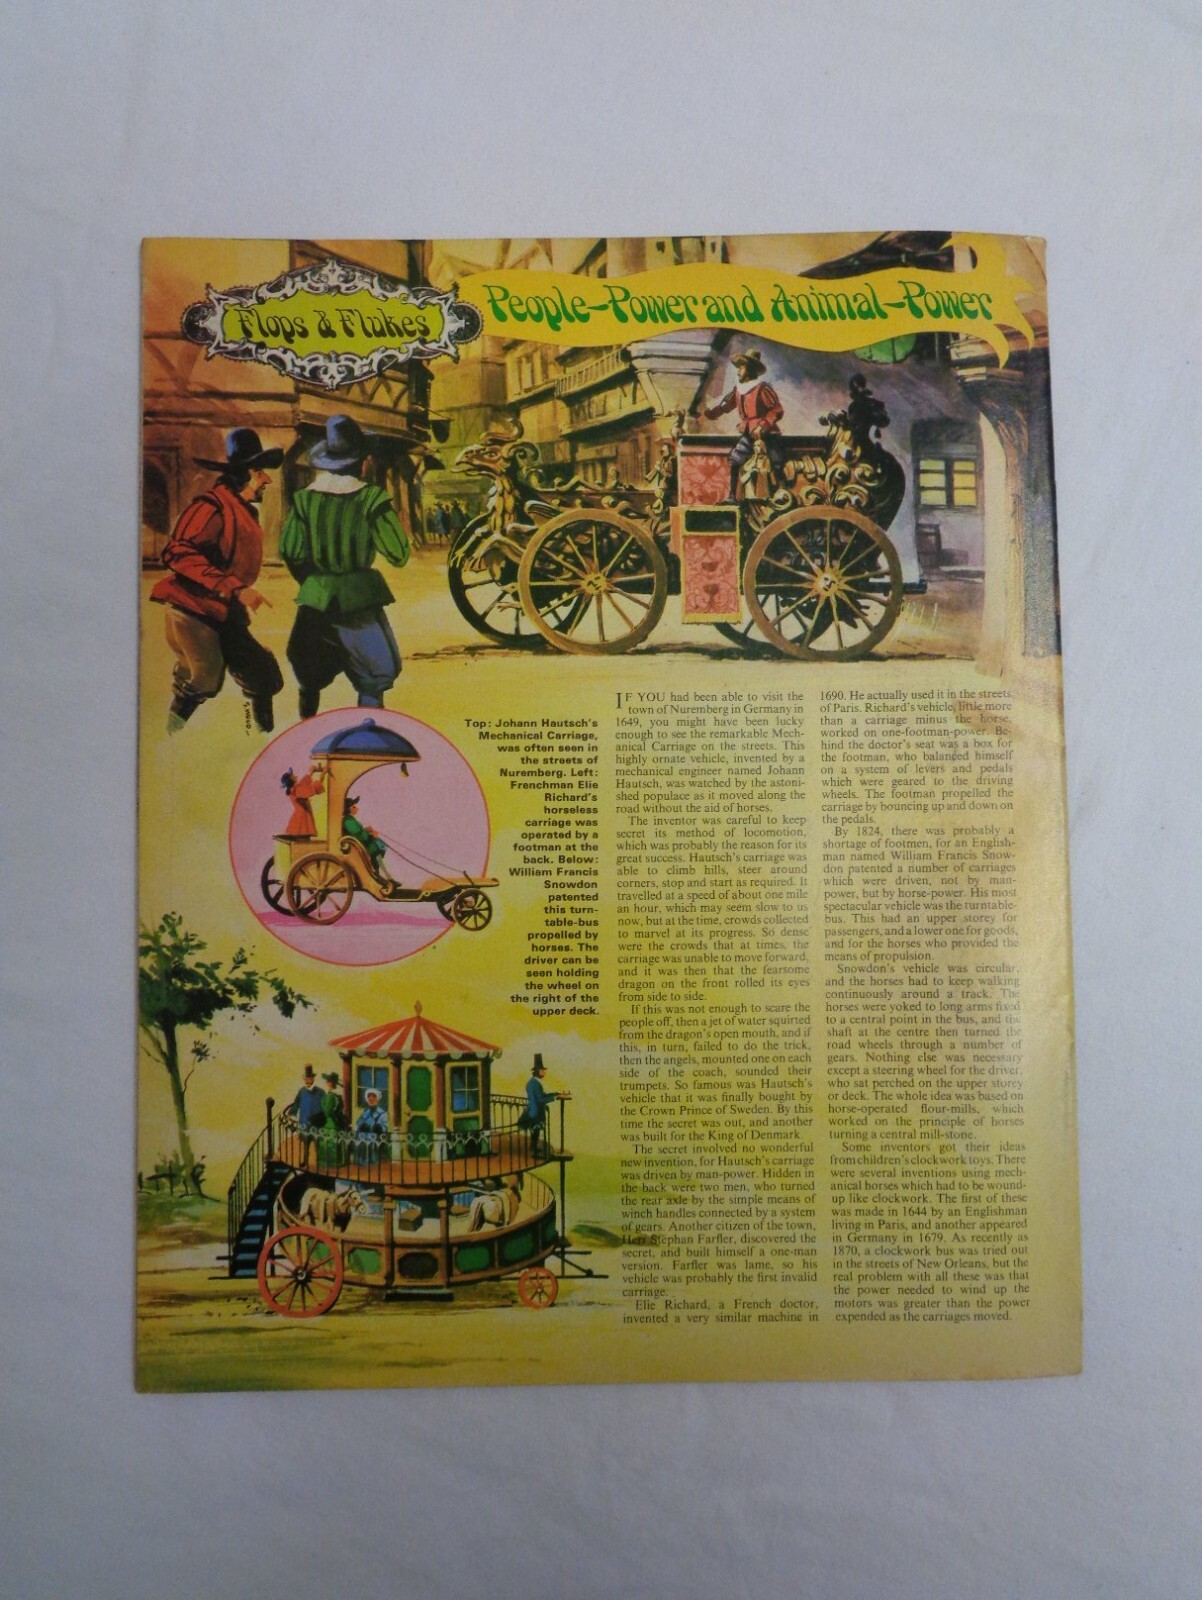 Flops & Flukes
People-Power and Animal-Power
Top: Johann Hautsch's
Mechanical Carriage,
was often seen in
the streets of
Nuremberg. Left:
Frenchman Elie
Richard's
horseless
carriage was
operated by a
footman at the
back. Below:
William Francis
Snowdon
patented
this turn-
table-bus
propelled by
horses. The
driver can be
seen holding
the wheel on
the right of the
upper deck.
IF YOU had been able to visit the
town of Nuremberg in Germany in
1649, you might have been lucky
enough to see the remarkable Mech-
anical Carriage on the streets. This
highly ornate vehicle, invented by a
mechanical engineer named Johann
Hautsch, was watched by the astoni-
shed populace as it moved along the
road without the aid of horses.
The inventor was careful to keep
secret its method of locomotion,
which was probably the reason for its
great success. Hautsch's carriage was
able to climb hills, steer around
corners, stop and start as required. It
travelled at a speed of about one mile
an hour, which may seem slow to us
now, but at the time, crowds collected
to marvel at its progress. So dense
were the crowds that at times, the
carriage was unable to move forward,
and it was then that the fearsome
dragon on the front rolled its eyes
from side to side.
If this was not enough to scare the
people off, then a jet of water squirted
from the dragon's open mouth, and if
this, in turn, failed to do the trick,
then the angels, mounted one on each
side of the coach, sounded their
trumpets. So famous was Hautsch's
vehicle that it was finally bought by
the Crown Prince of Sweden. By this
time the secret was out, and another
was built for the King of Denmark.
The secret involved no wonderful
new invention, for Hautsch's carriage
was driven by man-power. Hidden in
the back were two men, who turned
the rear axle by the simple means of
winch handles connected by a system
of gears. Another citizen of the town,
Herr Stephan Farfler, discovered the
secret, and built himself a one-man
version. Farfler was lame, so his
vehicle was probably the first invalid
carriage.
Elie Richard, a French doctor,
invented a very similar machine in
1690. He actually used it in the streets
of Paris. Richard's vehicle, little more
than a carriage minus the horse,
worked on one-footman-power. Be-
hind the doctor's seat was a box for
the footman, who balanced himself
on a system of levers and pedals
which were geared to the driving
wheels. The footman propelled the
carriage by bouncing up and down on
the pedals.
By 1824, there was probably a
shortage of footmen, for an English-
man named William Francis Snow-
don patented a number of carriages
which were driven, not by man-
power, but by horse-power. His most
spectacular vehicle was the turntable-
bus. This had an upper storey for
passengers, and a lower one for goods,
and for the horses who provided the
means of propulsion.
Snowdon's vehicle was circular,
and the horses had to keep walking
continuously around a track. The
horses were yoked to long arms fixed
to a central point in the bus, and the
shaft at the centre then turned the
road wheels through a number of
gears. Nothing else was necessary
except a steering wheel for the driver,
who sat perched on the upper storey
or deck. The whole idea was based on
horse-operated flour-mills, which
worked on the principle of horses
turning a central mill-stone.
Some inventors got their ideas
from children's clockwork toys. There
were several inventions using mech-
anical horses which had to be wound-
up like clockwork. The first of these
was made in 1644 by an Englishman
living in Paris, and another appeared
in Germany in 1679. As recently as
1870, a clockwork bus was tried out
in the streets of New Orleans, but the
real problem with all these was that
the power needed to wind up the
motors was greater than the power
expended as the carriages moved.